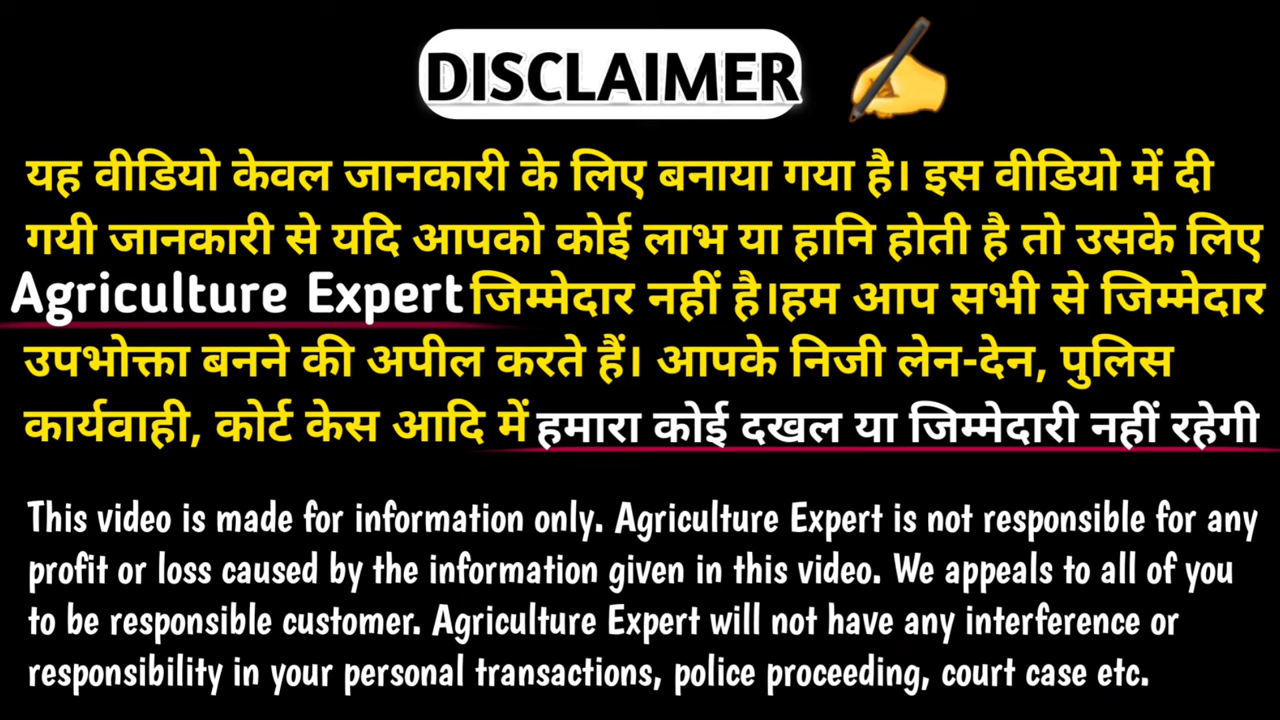 DISCLAIMER
यह वीडियो केवल जानकारी के लिए बनाया गया है। इस वीडियो में दी
गयी जानकारी से यदि आपको कोई लाभ या हानि होती है तो उसके लिए
Agriculture Expert जिम्मेदार नहीं है।हम आप सभी से जिम्मेदार
उपभोक्ता बनने की अपील करते हैं। आपके निजी लेन-देन, पुलिस
कार्यवाही, कोर्ट केस आदि में हमारा कोई दखल या जिम्मेदारी नहीं रहेगी
This video is made for information only. Agriculture Expert is not responsible for any
profit or loss caused by the information given in this video. We appeals to all of you
to be responsible customer. Agriculture Expert will not have any interference or
responsibility in your personal transactions, police proceeding, court case etc.